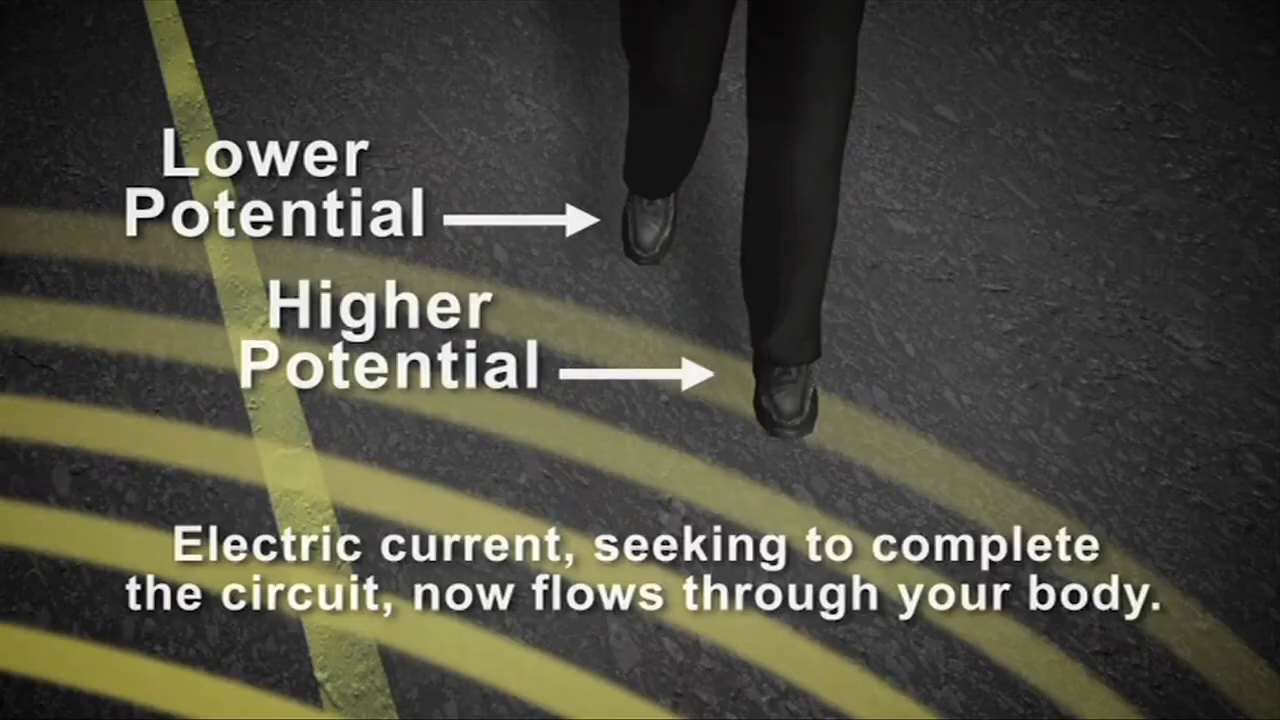 Lower
Potential
Higher
Potential
Electric current, seeking to complete
the circuit, now flows through your body.